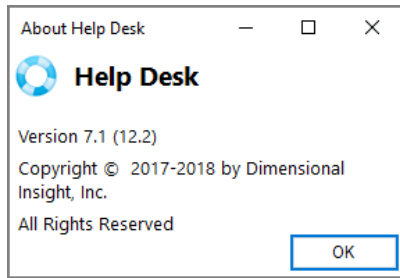 About Help Desk
Help Desk
Version 7.1 (12.2)
Copyright © 2017-2018 by Dimensional
Insight, Inc.
All Rights Reserved
OK